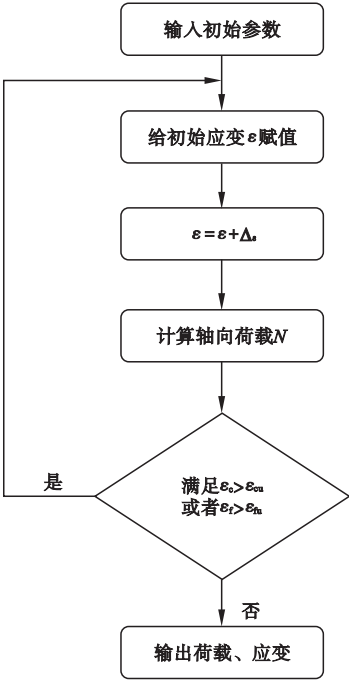 输入初始参数
给初始应变ε赋值
ε=ε+Δε
计算轴向荷载N
是
满足εc>εcu
或者εf>εfu
否
输出荷载、应变